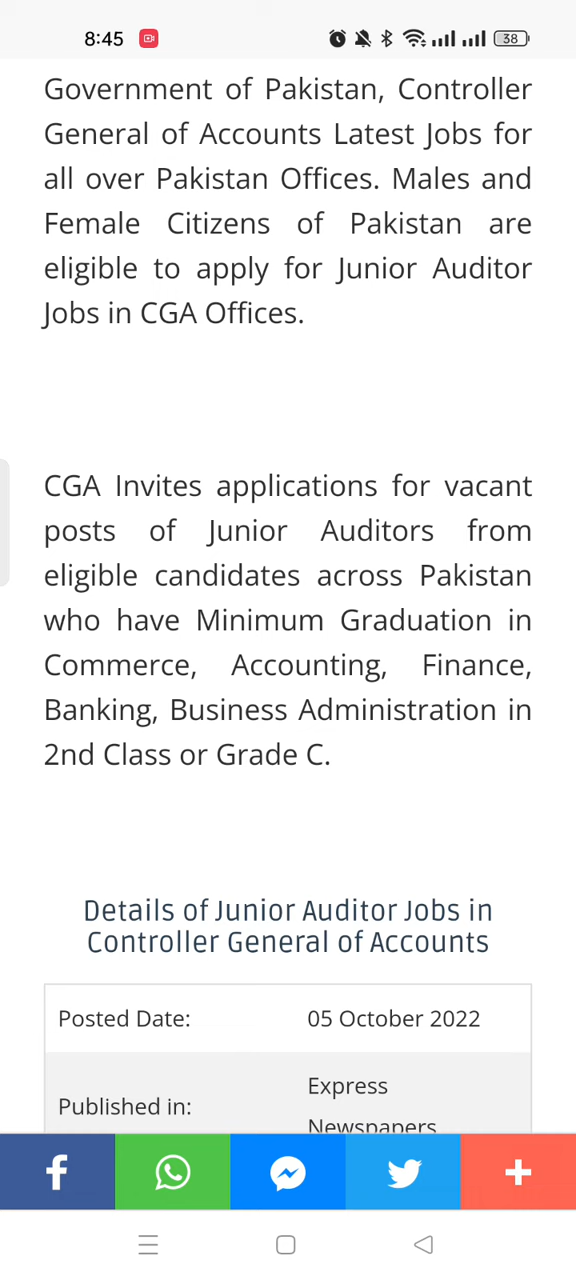 8:45
38
Government of Pakistan, Controller
General of Accounts Latest Jobs for
all over Pakistan Offices. Males and
Female Citizens of Pakistan are
eligible to apply for Junior Auditor
Jobs in CGA Offices.
CGA Invites applications for vacant
posts of Junior Auditors from
eligible candidates across Pakistan
who have Minimum Graduation in
Commerce, Accounting, Finance,
Banking, Business Administration in
2nd Class or Grade C.
Details of Junior Auditor Jobs in
Controller General of Accounts
Posted Date: 05 October 2022
Published in: Express
Newspapers